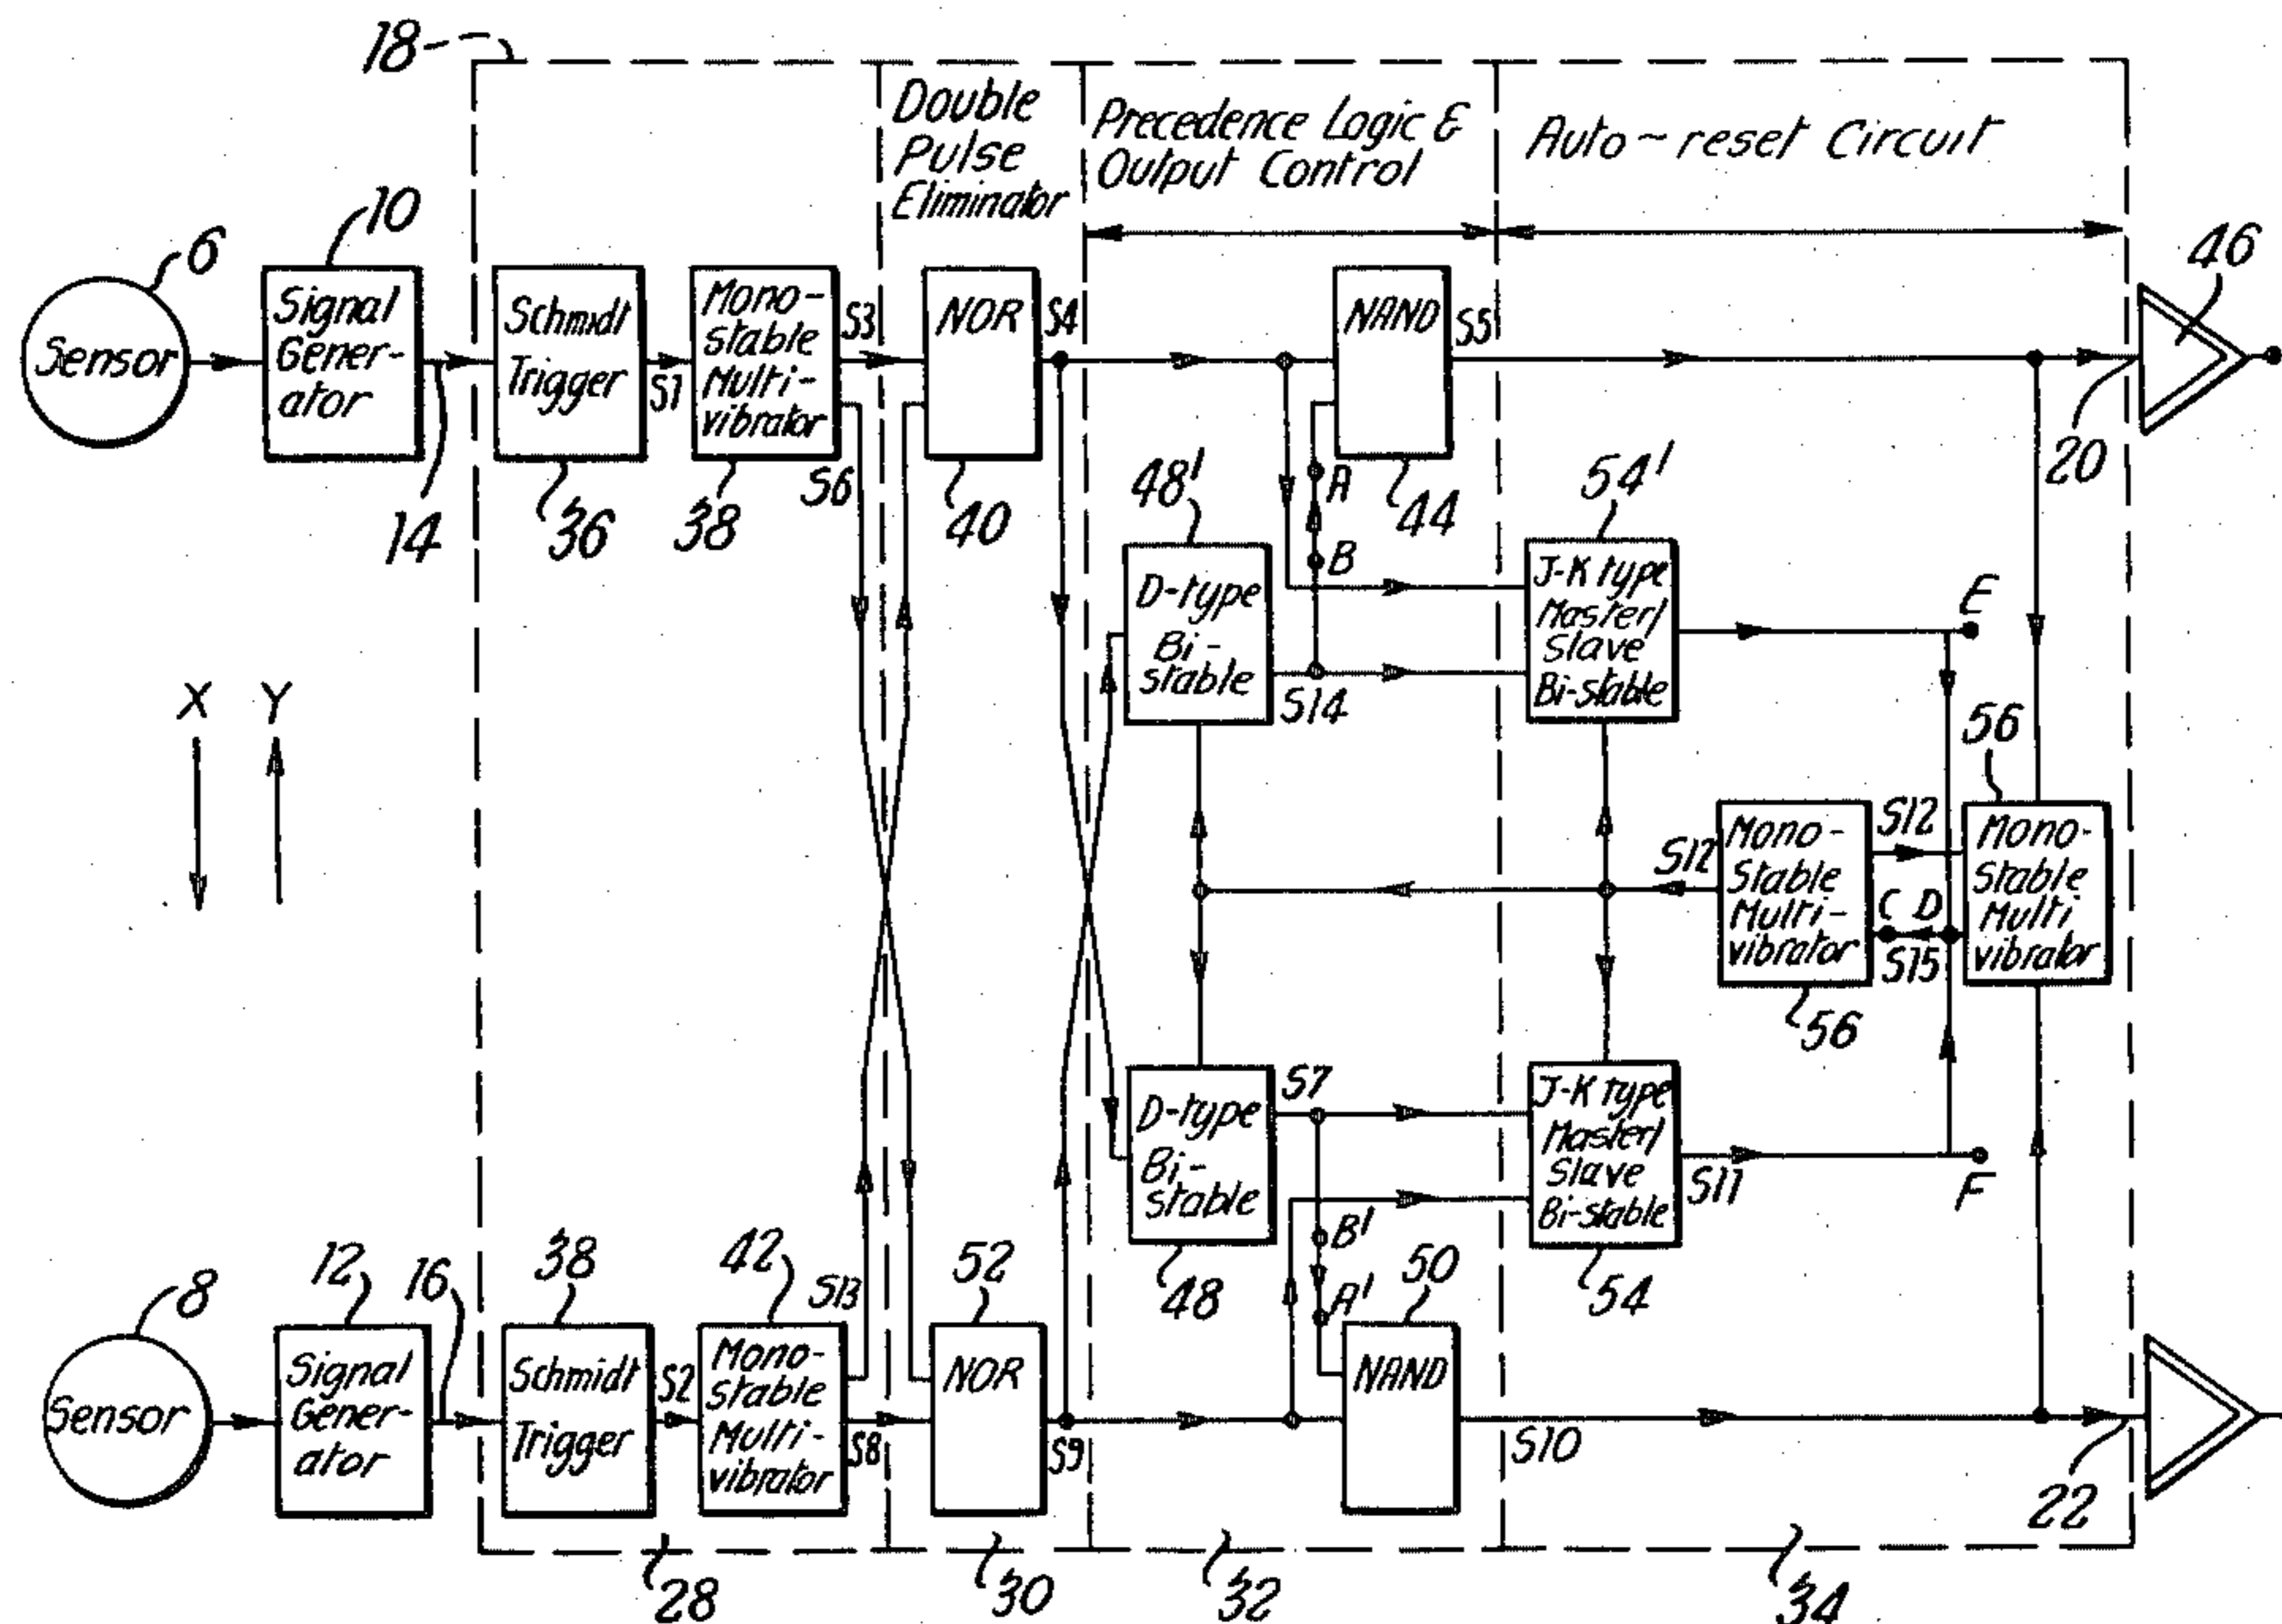 18
Double
Pulse
Eliminator
Precedence Logic &
Output Control
Auto~reset Circuit
6
10
46
Sensor
Signal
Gener-
ator
14
Schmidt
Trigger
36
S1
Mono-
stable
Multi-
vibrator
38
S3
S6
NOR
40
S4
NAND
44
S5
20
A
B
48'
D-type
Bi-
stable
S14
54'
J-K type
Master/
Slave
Bi-stable
E
X Y
56
Mono-
Stable
Multi
vibrator
S12
Mono-
Stable
Multi-
vibrator
56
S12
C D
S15
D-type
Bi-
stable
48
S7
B'
A'
J-K type
Master/
Slave
Bi-stable
54
S11
F
8
12
16
38
42
S13
52
50
Sensor
Signal
Gener-
ator
Schmidt
Trigger
S2
Mono-
stable
Multi-
vibrator
S8
NOR
S9
NAND
S10
22
28
30
32
34